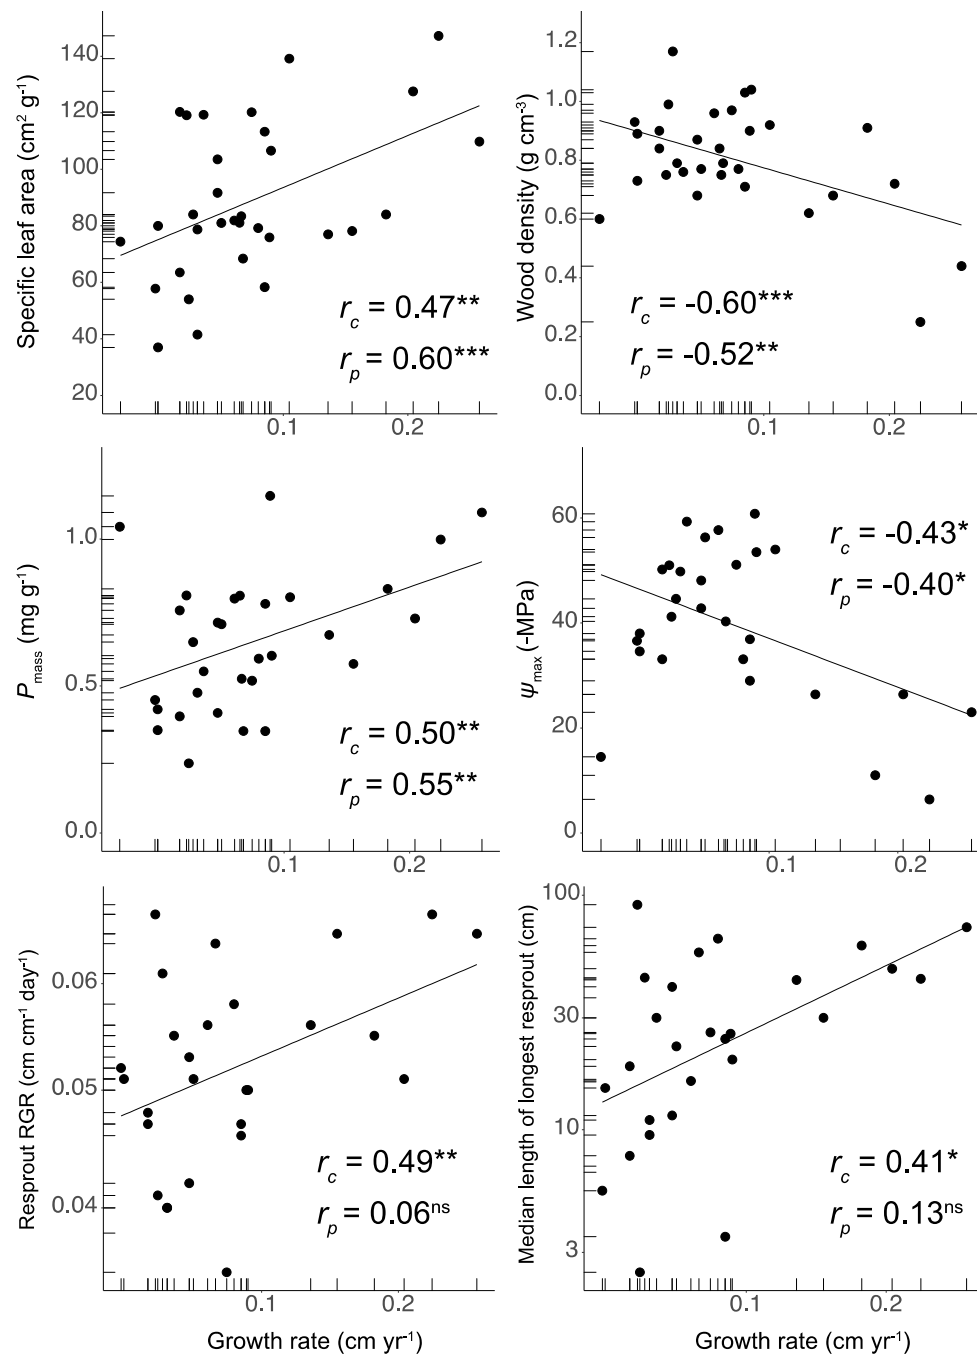 Specific leaf area (cm² g⁻¹)
140
120
100
80
60
40
20
r_c = 0.47**
r_p = 0.60***
0.1
0.2
Wood density (g cm⁻³)
1.2
1.0
0.8
0.6
0.4
0.2
0.0
r_c = -0.60***
r_p = -0.52**
0.1
0.2
P_mass (mg g⁻¹)
1.0
0.5
0.0
r_c = 0.50**
r_p = 0.55**
0.1
0.2
ψ_max (-MPa)
60
40
20
0
r_c = -0.43*
r_p = -0.40*
0.1
0.2
Resprout RGR (cm cm⁻¹ day⁻¹)
0.06
0.05
0.04
r_c = 0.49**
r_p = 0.06ⁿˢ
0.1
0.2
Growth rate (cm yr⁻¹)
Median length of longest resprout (cm)
100
30
10
3
r_c = 0.41*
r_p = 0.13ⁿˢ
0.1
0.2
Growth rate (cm yr⁻¹)